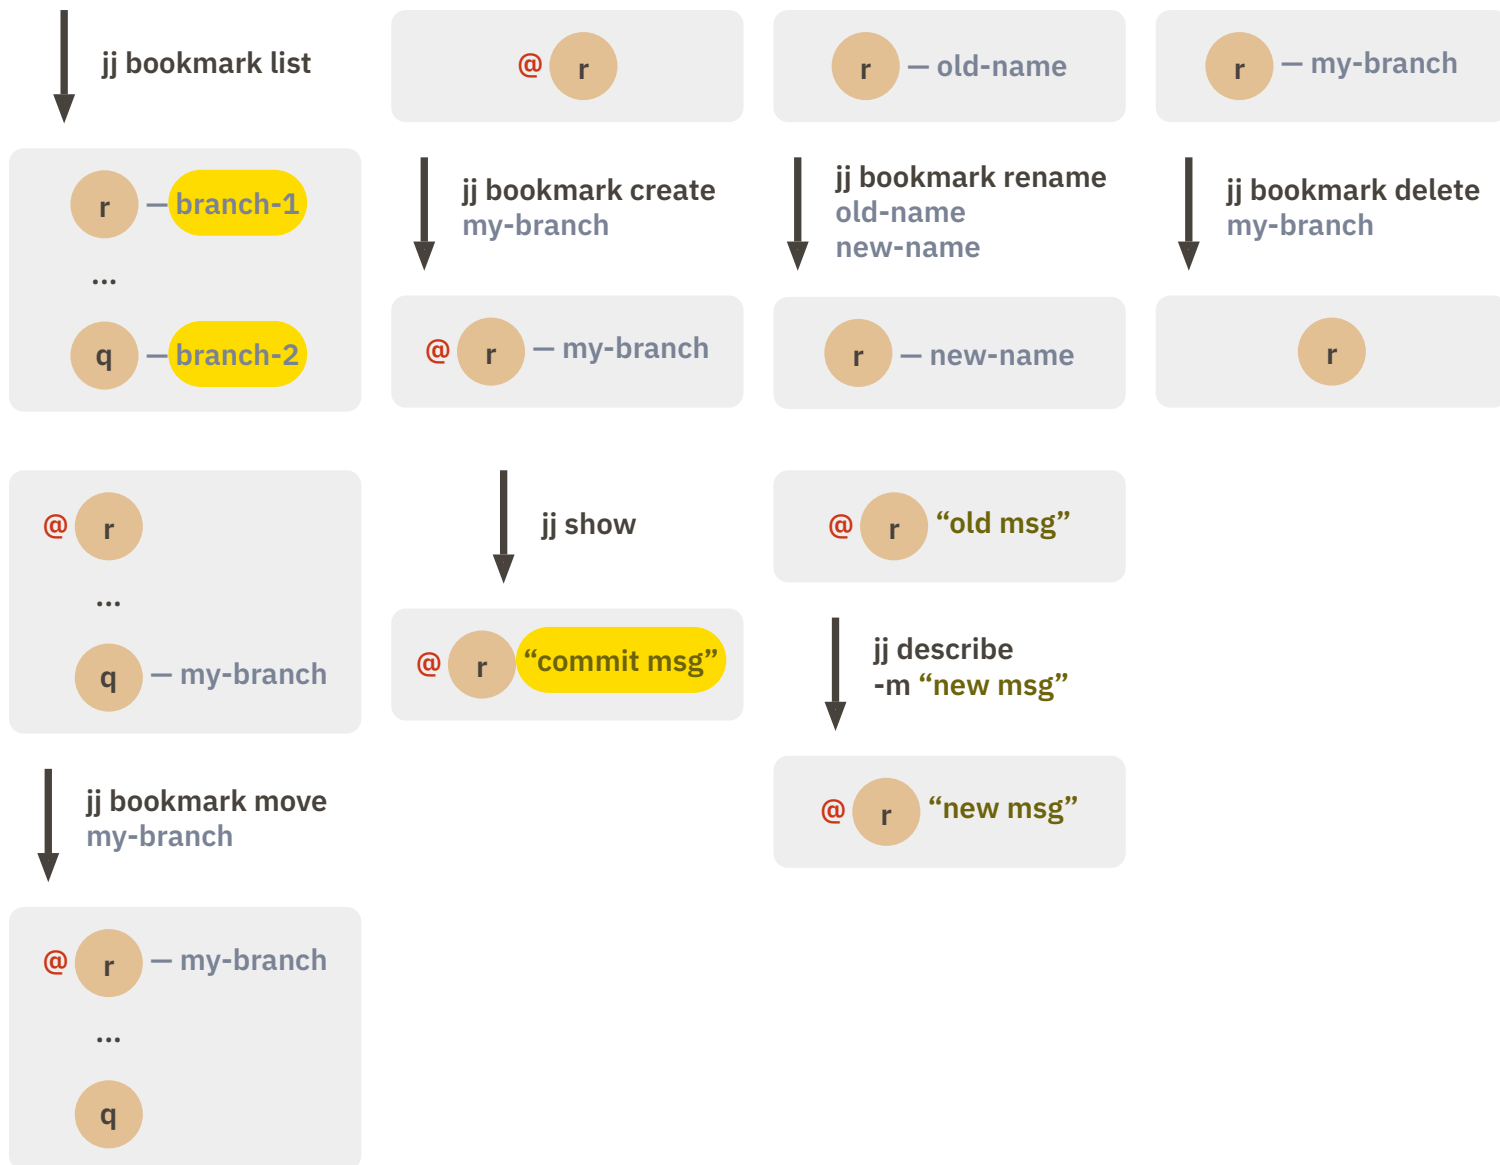 jj bookmark list
r — branch-1
...
q — branch-2
@ r
jj bookmark create
my-branch
@ r — my-branch
r — old-name
jj bookmark rename
old-name
new-name
r — new-name
r — my-branch
jj bookmark delete
my-branch
r
@ r
...
q — my-branch
jj bookmark move
my-branch
@ r — my-branch
...
q
jj show
@ r “commit msg”
@ r “old msg”
jj describe
-m “new msg”
@ r “new msg”